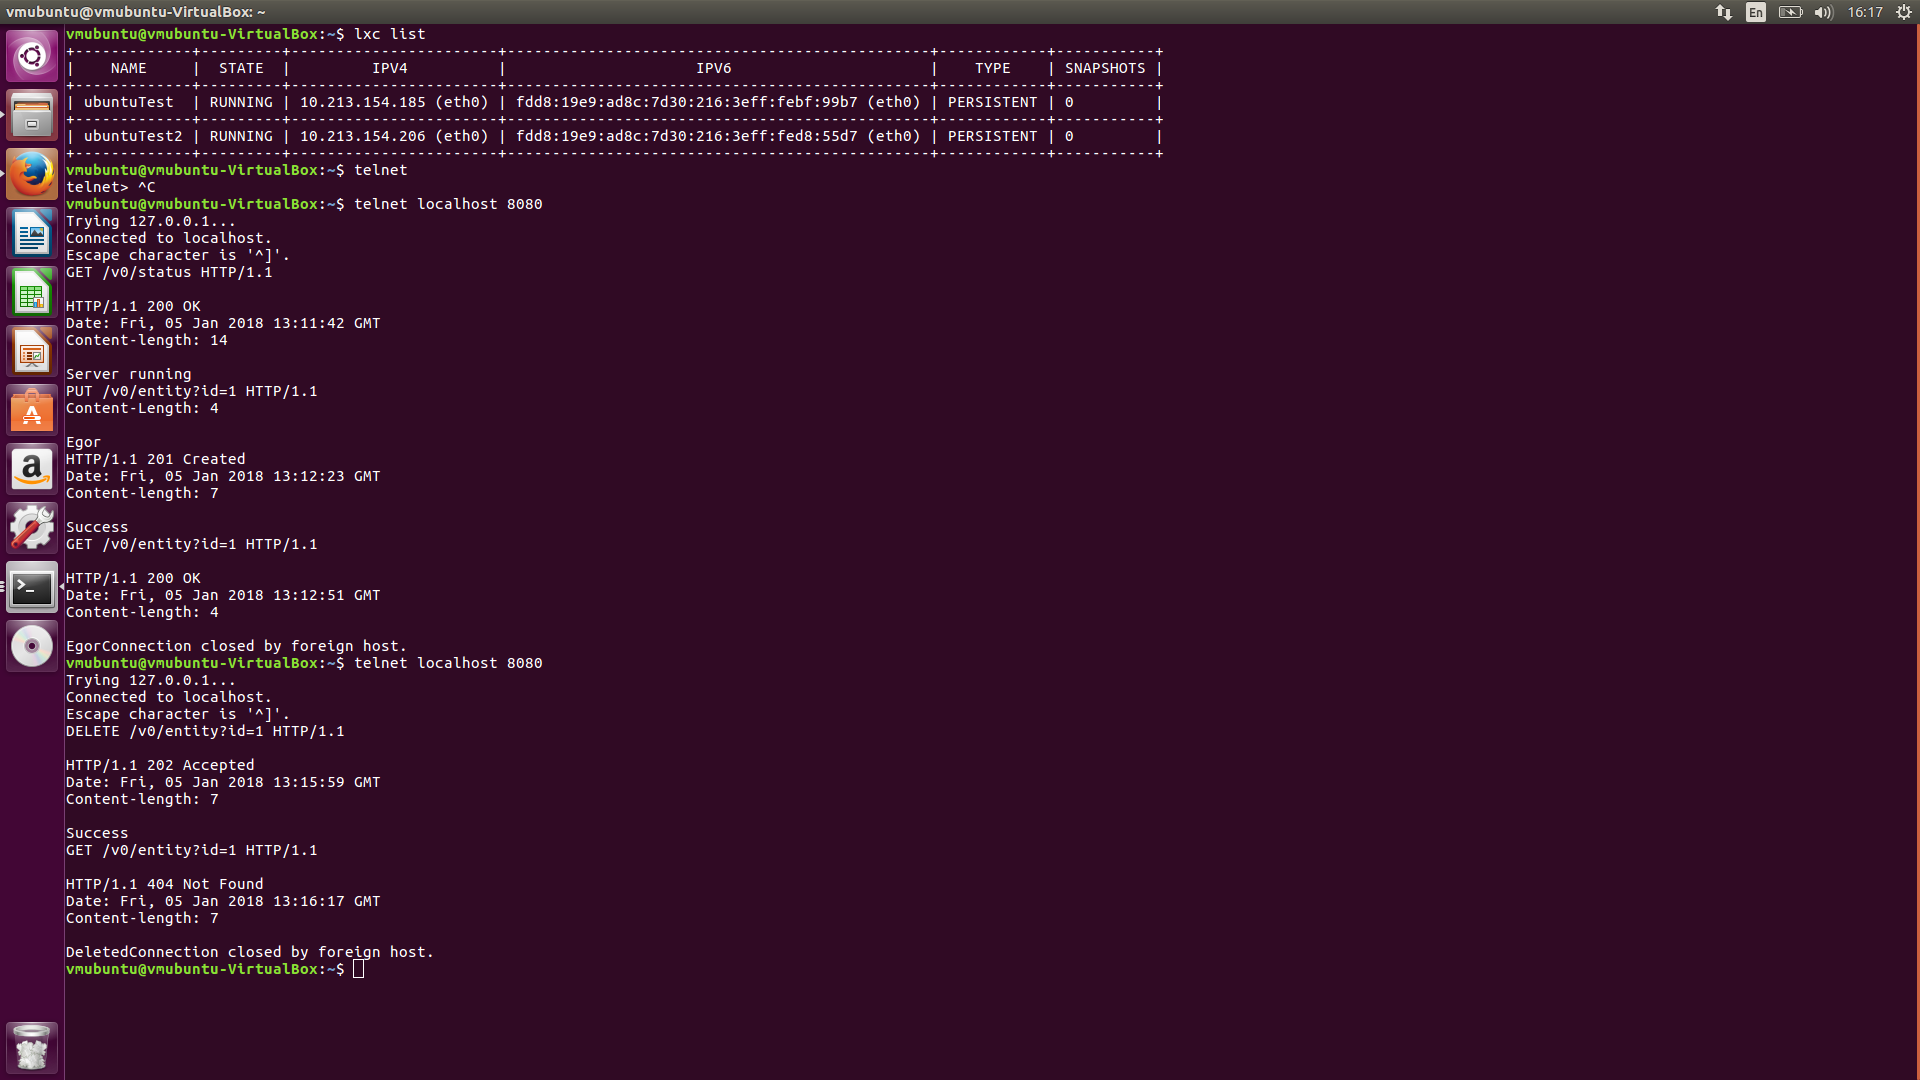 vmubuntu@vmubuntu-VirtualBox: ~
En
16:17
vmubuntu@vmubuntu-VirtualBox:~$ lxc list
+-------------+---------+-----------------------+-----------------------------------------------+------------+-----------+
|    NAME     |  STATE  |         IPV4          |                     IPV6                      |    TYPE    | SNAPSHOTS |
+-------------+---------+-----------------------+-----------------------------------------------+------------+-----------+
| ubuntuTest  | RUNNING | 10.213.154.185 (eth0) | fdd8:19e9:ad8c:7d30:216:3eff:febf:99b7 (eth0) | PERSISTENT | 0         |
+-------------+---------+-----------------------+-----------------------------------------------+------------+-----------+
| ubuntuTest2 | RUNNING | 10.213.154.206 (eth0) | fdd8:19e9:ad8c:7d30:216:3eff:fed8:55d7 (eth0) | PERSISTENT | 0         |
+-------------+---------+-----------------------+-----------------------------------------------+------------+-----------+
vmubuntu@vmubuntu-VirtualBox:~$ telnet
telnet> ^C
vmubuntu@vmubuntu-VirtualBox:~$ telnet localhost 8080
Trying 127.0.0.1...
Connected to localhost.
Escape character is '^]'.
GET /v0/status HTTP/1.1

HTTP/1.1 200 OK
Date: Fri, 05 Jan 2018 13:11:42 GMT
Content-length: 14

Server running
PUT /v0/entity?id=1 HTTP/1.1
Content-Length: 4

Egor
HTTP/1.1 201 Created
Date: Fri, 05 Jan 2018 13:12:23 GMT
Content-length: 7

Success
GET /v0/entity?id=1 HTTP/1.1

HTTP/1.1 200 OK
Date: Fri, 05 Jan 2018 13:12:51 GMT
Content-length: 4

EgorConnection closed by foreign host.
vmubuntu@vmubuntu-VirtualBox:~$ telnet localhost 8080
Trying 127.0.0.1...
Connected to localhost.
Escape character is '^]'.
DELETE /v0/entity?id=1 HTTP/1.1

HTTP/1.1 202 Accepted
Date: Fri, 05 Jan 2018 13:15:59 GMT
Content-length: 7

Success
GET /v0/entity?id=1 HTTP/1.1

HTTP/1.1 404 Not Found
Date: Fri, 05 Jan 2018 13:16:17 GMT
Content-length: 7

DeletedConnection closed by foreign host.
vmubuntu@vmubuntu-VirtualBox:~$